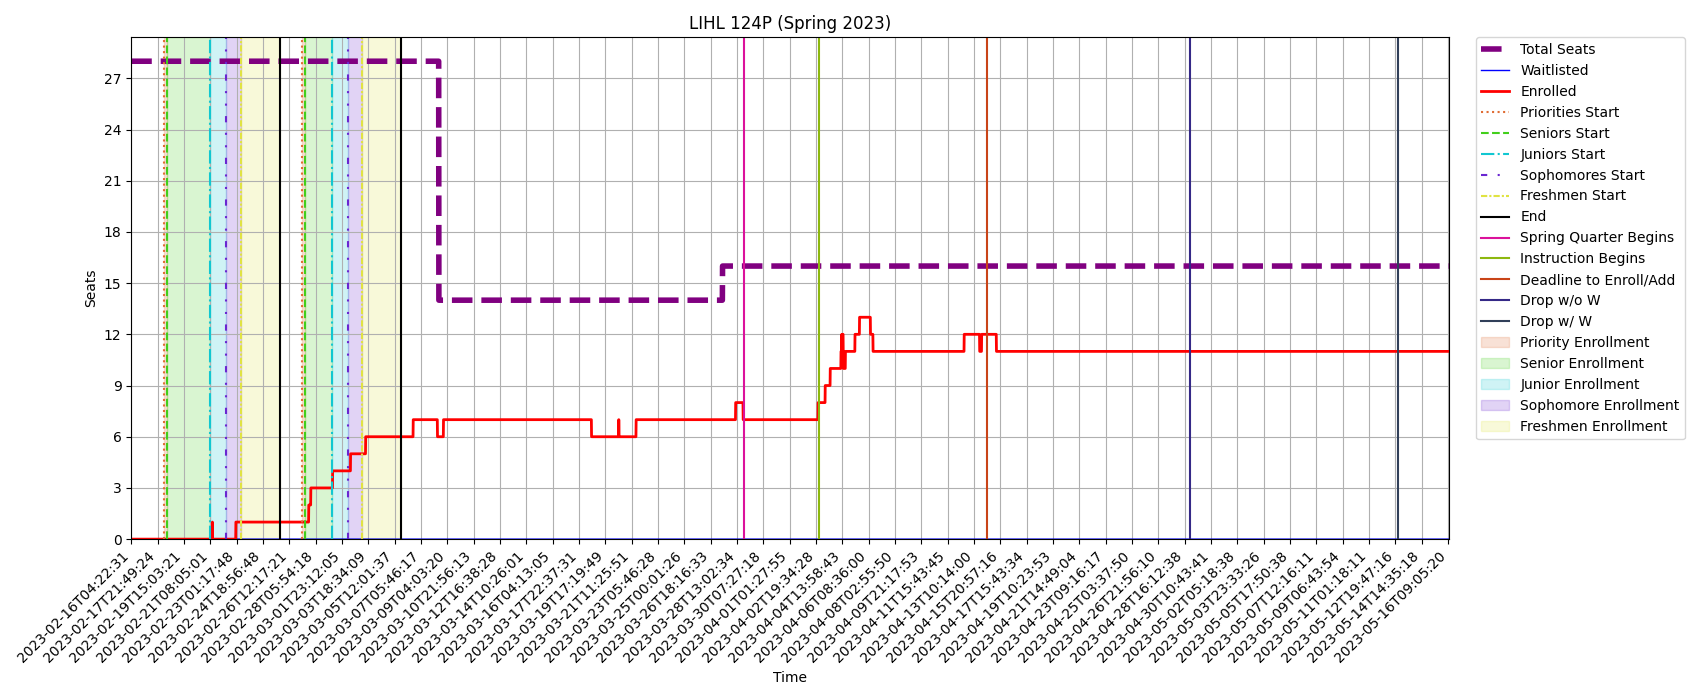 LIHL 124P (Spring 2023)
Seats
27
24
21
18
15
12
9
6
3
0
2023-02-16T04:22:31
2023-02-17T21:49:24
2023-02-19T15:03:21
2023-02-21T08:05:01
2023-02-23T01:17:48
2023-02-24T18:56:48
2023-02-26T12:17:21
2023-02-28T05:54:18
2023-03-01T23:12:05
2023-03-03T18:34:09
2023-03-05T12:01:37
2023-03-07T05:46:17
2023-03-09T04:03:20
2023-03-10T21:56:13
2023-03-12T16:38:28
2023-03-14T10:26:01
2023-03-16T04:13:05
2023-03-17T22:37:31
2023-03-19T17:19:49
2023-03-21T11:25:51
2023-03-23T05:46:28
2023-03-25T00:01:26
2023-03-26T18:16:33
2023-03-28T13:02:34
2023-03-30T07:27:18
2023-04-01T01:27:55
2023-04-02T19:34:28
2023-04-04T13:58:43
2023-04-06T08:36:00
2023-04-08T02:55:50
2023-04-09T21:17:53
2023-04-11T15:43:45
2023-04-13T10:14:00
2023-04-15T20:57:16
2023-04-17T15:43:34
2023-04-19T10:23:53
2023-04-21T14:49:04
2023-04-23T09:16:17
2023-04-25T03:37:50
2023-04-26T21:56:10
2023-04-28T16:12:38
2023-04-30T10:43:41
2023-05-02T05:18:38
2023-05-03T23:33:26
2023-05-05T17:50:38
2023-05-07T12:16:11
2023-05-09T06:43:54
2023-05-11T01:18:11
2023-05-12T19:47:16
2023-05-14T14:35:18
2023-05-16T09:05:20
Time
Total Seats
Waitlisted
Enrolled
Priorities Start
Seniors Start
Juniors Start
Sophomores Start
Freshmen Start
End
Spring Quarter Begins
Instruction Begins
Deadline to Enroll/Add
Drop w/o W
Drop w/ W
Priority Enrollment
Senior Enrollment
Junior Enrollment
Sophomore Enrollment
Freshmen Enrollment